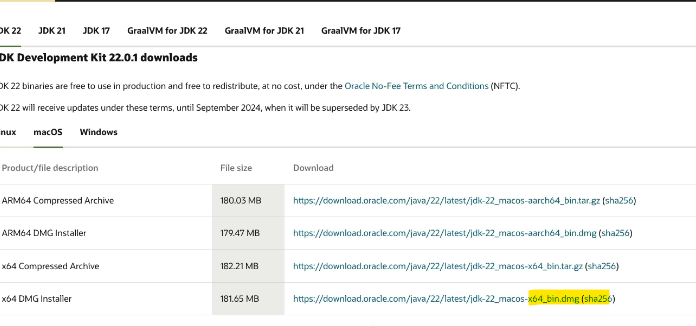 DK 22 JDK 21 JDK 17 GraalVM for JDK 22 GraalVM for JDK 21 GraalVM for JDK 17
DK Development Kit 22.0.1 downloads
DK 22 binaries are free to use in production and free to redistribute, at no cost, under the Oracle No-Fee Terms and Conditions (NFTC).
DK 22 will receive updates under these terms, until September 2024, when it will be superseded by JDK 23.
nux macOS Windows
Product/file description File size Download
ARM64 Compressed Archive 180.03 MB https://download.oracle.com/java/22/latest/jdk-22_macos-aarch64_bin.tar.gz (sha256)
ARM64 DMG Installer 179.47 MB https://download.oracle.com/java/22/latest/jdk-22_macos-aarch64_bin.dmg (sha256)
x64 Compressed Archive 182.21 MB https://download.oracle.com/java/22/latest/jdk-22_macos-x64_bin.tar.gz (sha256)
x64 DMG Installer 181.65 MB https://download.oracle.com/java/22/latest/jdk-22_macos-x64_bin.dmg (sha256)